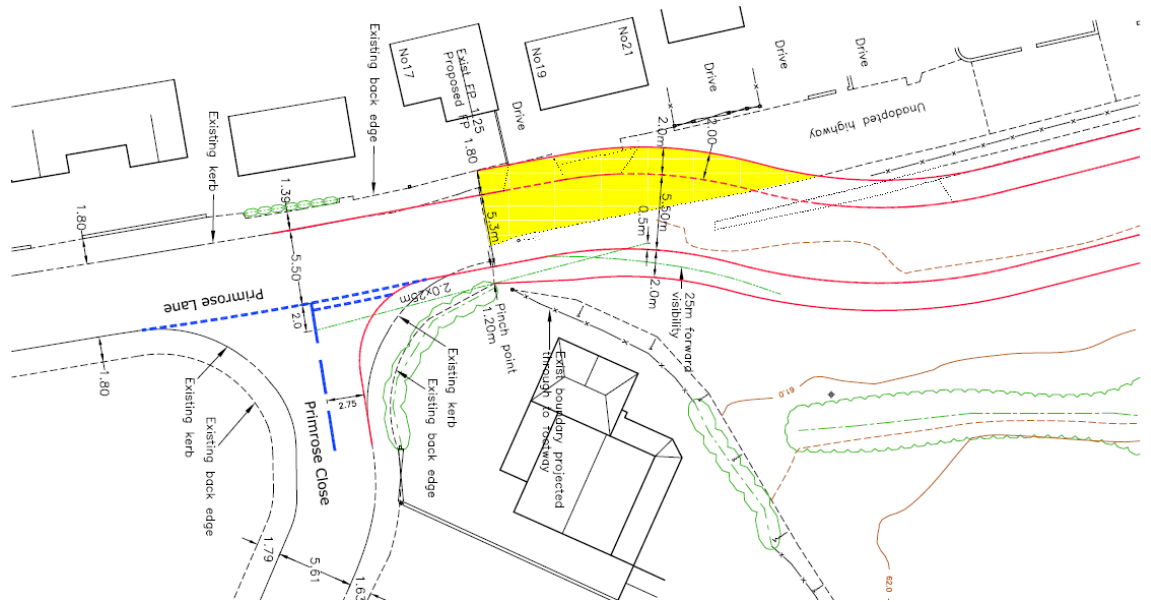 No17
Exist FP 1.25
Proposed FP 1.80
No19
No21
Drive
Drive
Drive
Drive
Unadopted highway
Existing back edge
Existing kerb
1.80
1.39
5.50
2.0
5.3m
2.0m
2.00
5.50m
0.5m
2.0m
25m forward
visibility
Primrose Lane
2.0x25m
Pinch point
1.20m
1.80
2.75
Existing kerb
Existing back edge
Existing kerb
Existing back edge
Primrose Close
Exist boundary projected
through to footway
1.79
5.61
1.63
61.0
62.0